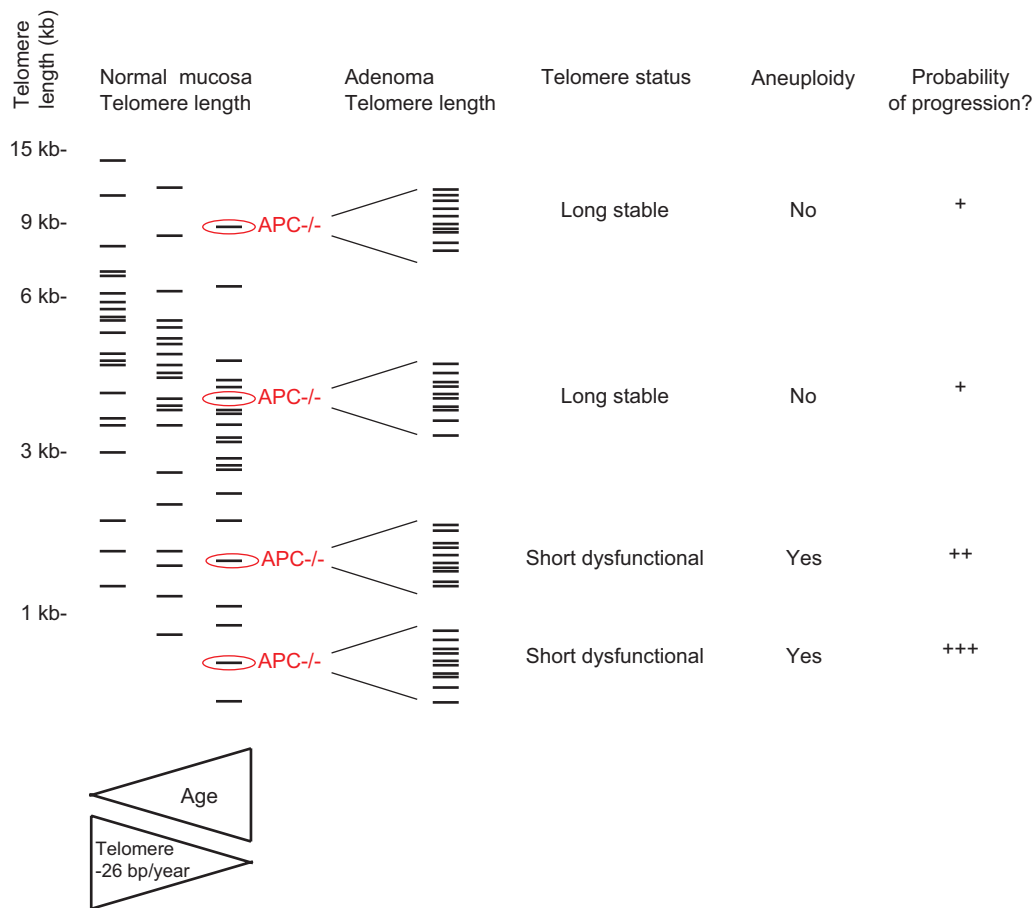 Telomere
length (kb)
Normal mucosa
Telomere length
Adenoma
Telomere length
Telomere status
Aneuploidy
Probability
of progression?
15 kb-
9 kb-
6 kb-
3 kb-
1 kb-
APC-/-
Long stable
No
+
APC-/-
Long stable
No
+
APC-/-
Short dysfunctional
Yes
++
APC-/-
Short dysfunctional
Yes
+++
Age
Telomere
-26 bp/year